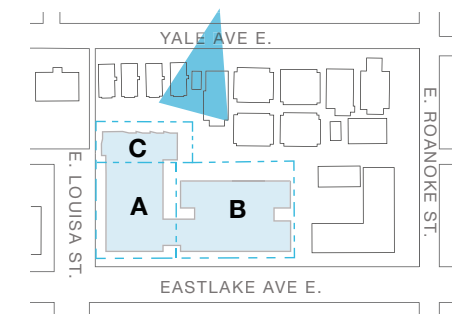 YALE AVE E.
C
E. LOUISA ST.
A
B
E. ROANOKE ST.
EASTLAKE AVE E.